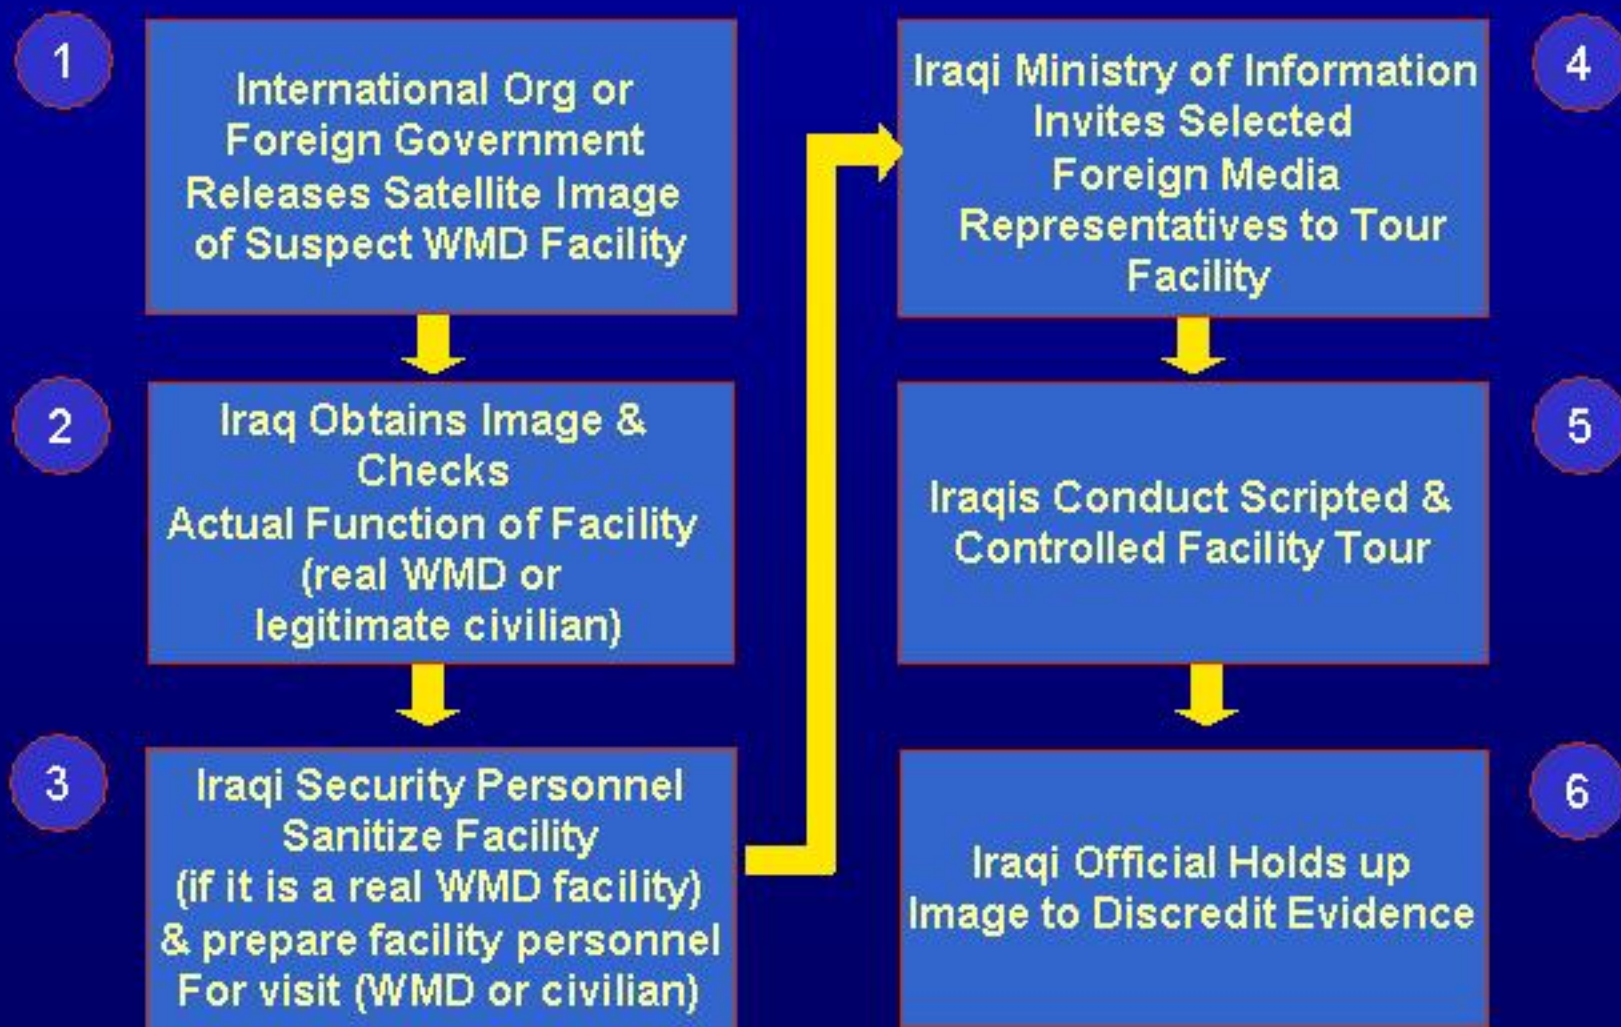 1
International Org or
Foreign Government
Releases Satellite Image
of Suspect WMD Facility
2
Iraq Obtains Image &
Checks
Actual Function of Facility
(real WMD or
legitimate civilian)
3
Iraqi Security Personnel
Sanitize Facility
(if it is a real WMD facility)
& prepare facility personnel
For visit (WMD or civilian)
4
Iraqi Ministry of Information
Invites Selected
Foreign Media
Representatives to Tour
Facility
5
Iraqis Conduct Scripted &
Controlled Facility Tour
6
Iraqi Official Holds up
Image to Discredit Evidence